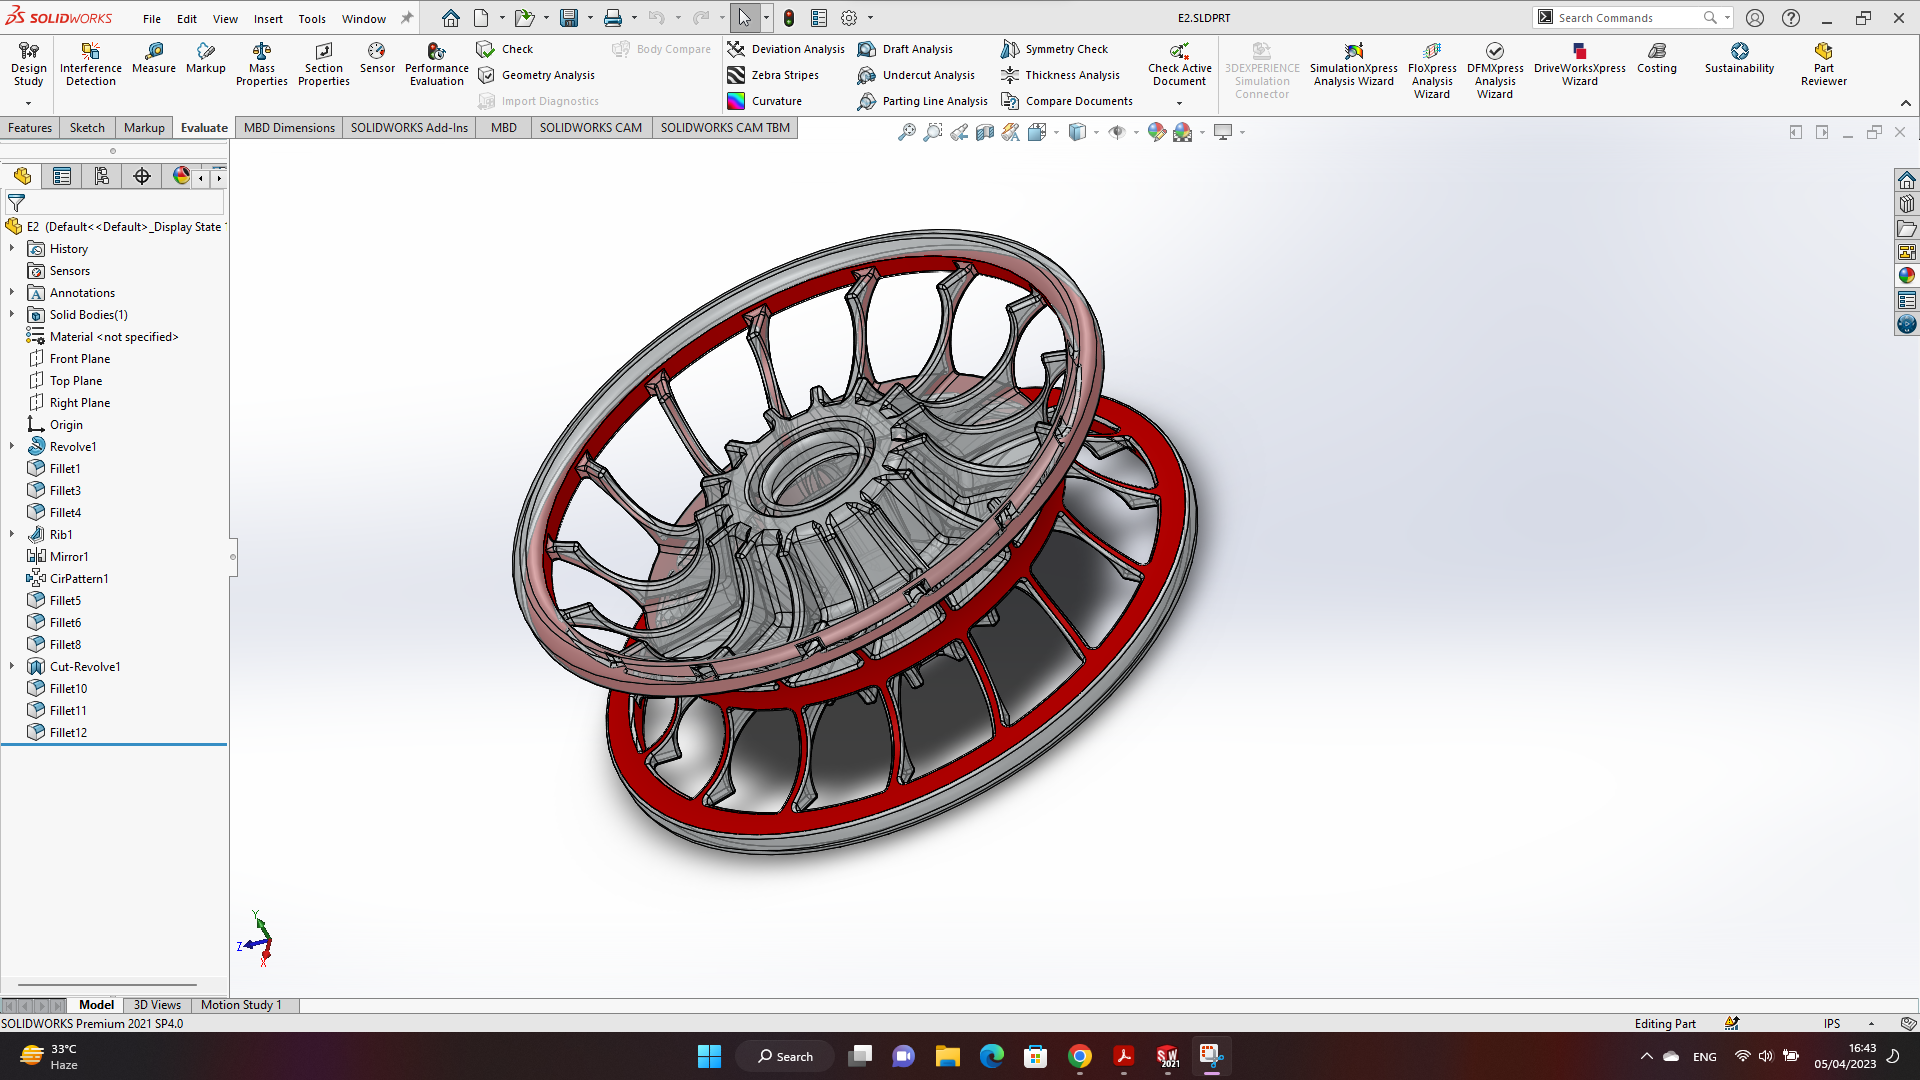 SOLIDWORKS File Edit View Insert Tools Window E2.SLDPRT Search Commands
Design Study
Interference Detection
Measure
Markup
Mass Properties
Section Properties
Sensor
Performance Evaluation
Check
Geometry Analysis
Import Diagnostics
Body Compare
Deviation Analysis
Zebra Stripes
Curvature
Draft Analysis
Undercut Analysis
Parting Line Analysis
Symmetry Check
Thickness Analysis
Compare Documents
Check Active Document
3DEXPERIENCE Simulation Connector
SimulationXpress Analysis Wizard
FloXpress Analysis Wizard
DFMXpress Analysis Wizard
DriveWorksXpress Wizard
Costing
Sustainability
Part Reviewer
Features Sketch Markup Evaluate MBD Dimensions SOLIDWORKS Add-Ins MBD SOLIDWORKS CAM SOLIDWORKS CAM TBM
E2 (Default<<Default>_Display State
History
Sensors
Annotations
Solid Bodies(1)
Material <not specified>
Front Plane
Top Plane
Right Plane
Origin
Revolve1
Fillet1
Fillet3
Fillet4
Rib1
Mirror1
CirPattern1
Fillet5
Fillet6
Fillet8
Cut-Revolve1
Fillet10
Fillet11
Fillet12
Y
Z
X
Model 3D Views Motion Study 1
SOLIDWORKS Premium 2021 SP4.0 Editing Part IPS
33°C
Haze
Search
SW
2021
ENG
16:43
05/04/2023